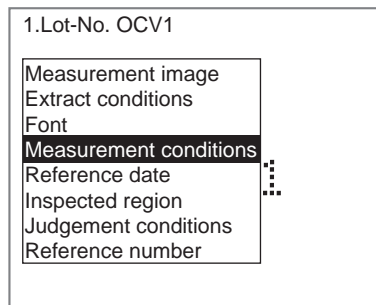 1.Lot-No. OCV1
Measurement image
Extract conditions
Font
Measurement conditions
Reference date
Inspected region
Judgement conditions
Reference number
1